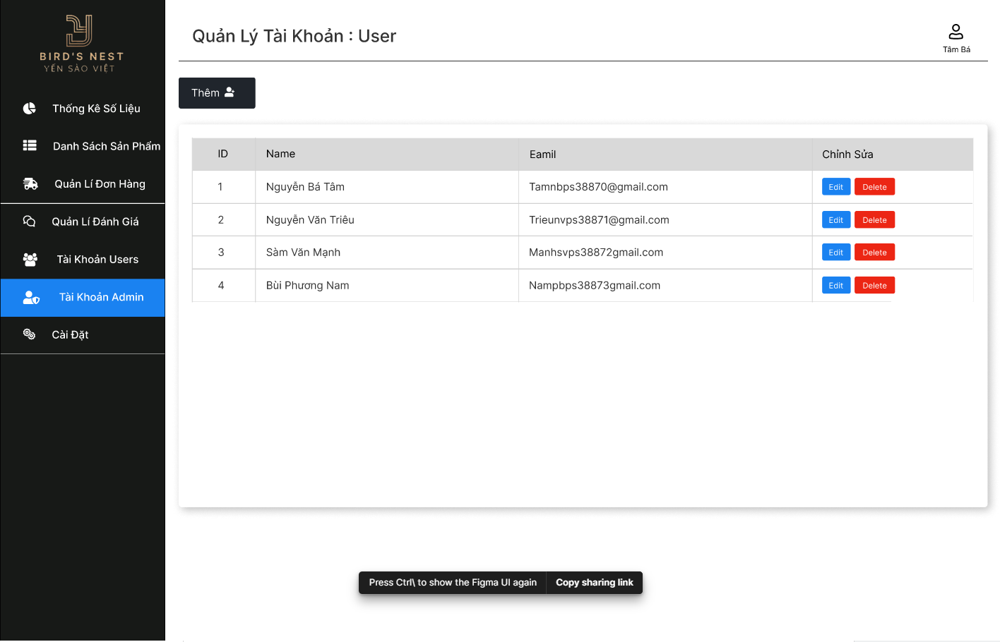 BIRD'S NEST
YẾN SÀO VIỆT
Thống Kê Số Liệu
Danh Sách Sản Phẩm
Quản Lí Đơn Hàng
Quản Lí Đánh Giá
Tài Khoản Users
Tài Khoản Admin
Cài Đặt
Quản Lý Tài Khoản : User
Tâm Bá
Thêm
ID Name Eamil Chỉnh Sửa
1 Nguyễn Bá Tâm Tamnbps38870@gmail.com Edit Delete
2 Nguyễn Văn Triêu Trieunvps38871@gmail.com Edit Delete
3 Sàm Văn Mạnh Manhsvps38872gmail.com Edit Delete
4 Bùi Phương Nam Nampbps38873gmail.com Edit Delete
Press Ctrl\ to show the Figma UI again Copy sharing link